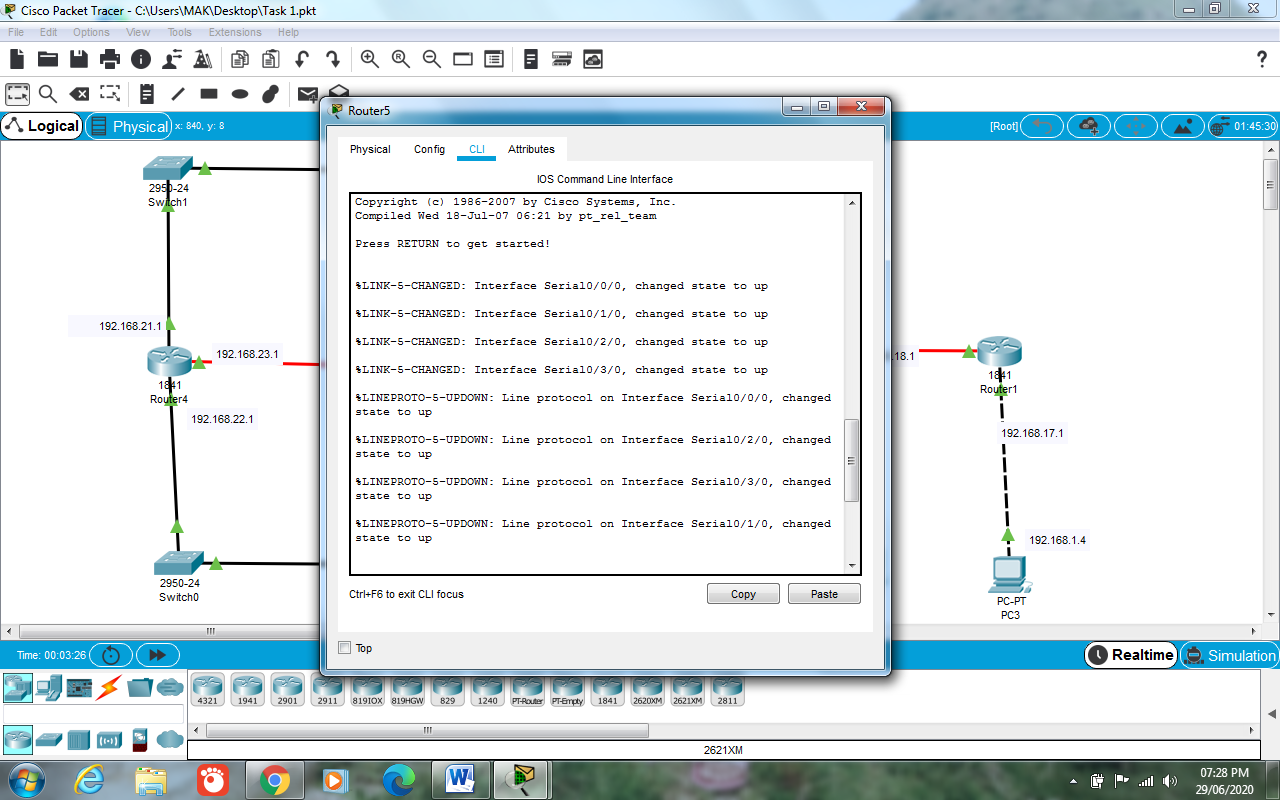 Cisco Packet Tracer - C:\Users\MAK\Desktop\Task 1.pkt
File Edit Options View Tools Extensions Help
?
Logical
Physical
x: 840, y: 8
[Root]
01:45:30
Router5
Physical Config CLI Attributes
IOS Command Line Interface
Copyright (c) 1986-2007 by Cisco Systems, Inc.
Compiled Wed 18-Jul-07 06:21 by pt_rel_team
Press RETURN to get started!
%LINK-5-CHANGED: Interface Serial0/0/0, changed state to up
%LINK-5-CHANGED: Interface Serial0/1/0, changed state to up
%LINK-5-CHANGED: Interface Serial0/2/0, changed state to up
%LINK-5-CHANGED: Interface Serial0/3/0, changed state to up
%LINEPROTO-5-UPDOWN: Line protocol on Interface Serial0/0/0, changed
state to up
%LINEPROTO-5-UPDOWN: Line protocol on Interface Serial0/2/0, changed
state to up
%LINEPROTO-5-UPDOWN: Line protocol on Interface Serial0/3/0, changed
state to up
%LINEPROTO-5-UPDOWN: Line protocol on Interface Serial0/1/0, changed
state to up
Ctrl+F6 to exit CLI focus
Copy
Paste
Top
2950-24
Switch1
192.168.21.1
192.168.23.1
1841
Router4
192.168.22.1
2950-24
Switch0
.18.1
1841
Router1
192.168.17.1
192.168.1.4
PC-PT
PC3
Time: 00:03:26
Realtime
Simulation
4321 1941 2901 2911 819IOX 819HGW 829 1240 PT-Router PT-Empty 1841 2620XM 2621XM 2811
2621XM
07:28 PM
29/06/2020